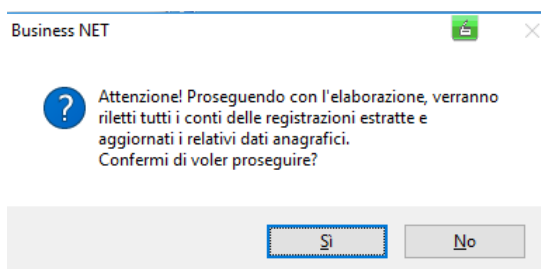 Business NET
Attenzione! Proseguendo con l'elaborazione, verranno
riletti tutti i conti delle registrazioni estratte e
aggiornati i relativi dati anagrafici.
Confermi di voler proseguire?
Sì
No